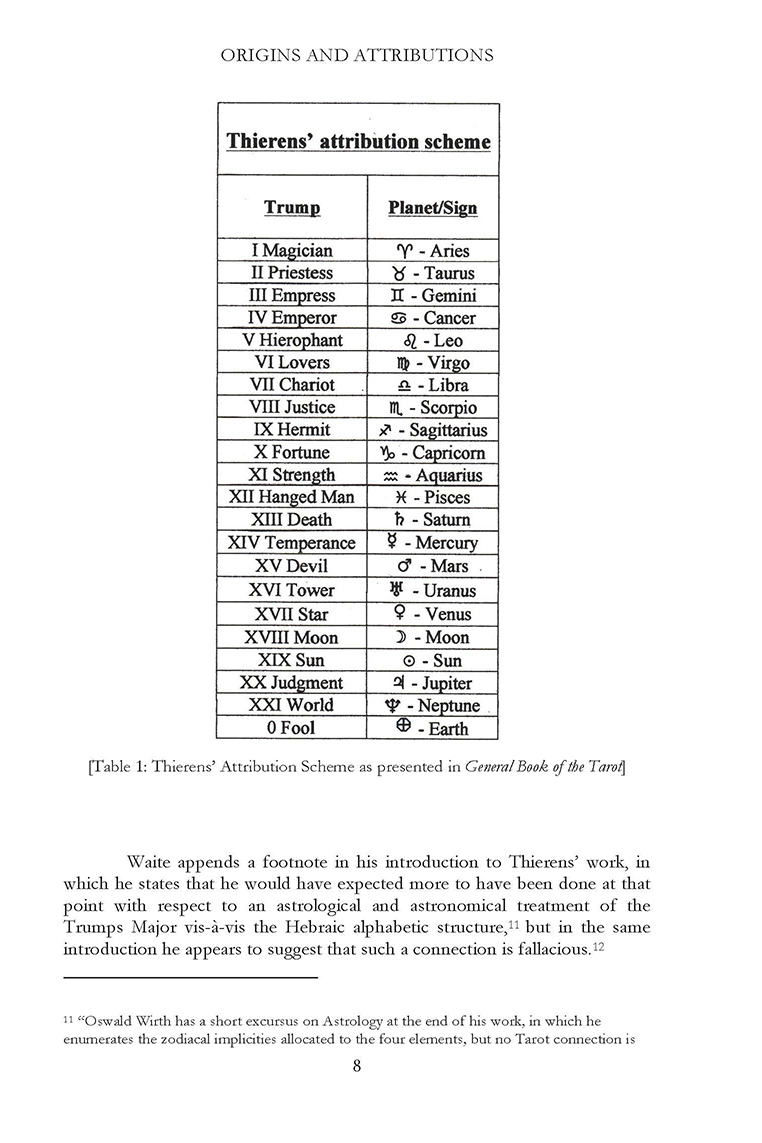 ORIGINS AND ATTRIBUTIONS
Thierens’ attribution scheme
Trump Planet/Sign
I Magician ♈ - Aries
II Priestess ♉ - Taurus
III Empress ♊ - Gemini
IV Emperor ♋ - Cancer
V Hierophant ♌ - Leo
VI Lovers ♍ - Virgo
VII Chariot ♎ - Libra
VIII Justice ♏ - Scorpio
IX Hermit ♐ - Sagittarius
X Fortune ♑ - Capricorn
XI Strength ♒ - Aquarius
XII Hanged Man ♓ - Pisces
XIII Death ♄ - Saturn
XIV Temperance ☿ - Mercury
XV Devil ♂ - Mars
XVI Tower ♅ - Uranus
XVII Star ♀ - Venus
XVIII Moon ☽ - Moon
XIX Sun ☉ - Sun
XX Judgment ♃ - Jupiter
XXI World ♆ - Neptune
0 Fool ⊕ - Earth
[Table 1: Thierens’ Attribution Scheme as presented in General Book of the Tarot]
Waite appends a footnote in his introduction to Thierens’ work, in
which he states that he would have expected more to have been done at that
point with respect to an astrological and astronomical treatment of the
Trumps Major vis-à-vis the Hebraic alphabetic structure,11 but in the same
introduction he appears to suggest that such a connection is fallacious.12
11 “Oswald Wirth has a short excursus on Astrology at the end of his work, in which he
enumerates the zodiacal implicities allocated to the four elements, but no Tarot connection is
8